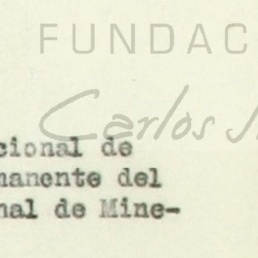 FUNDAC
Carlos
cional de
manente del
nal de Mine-